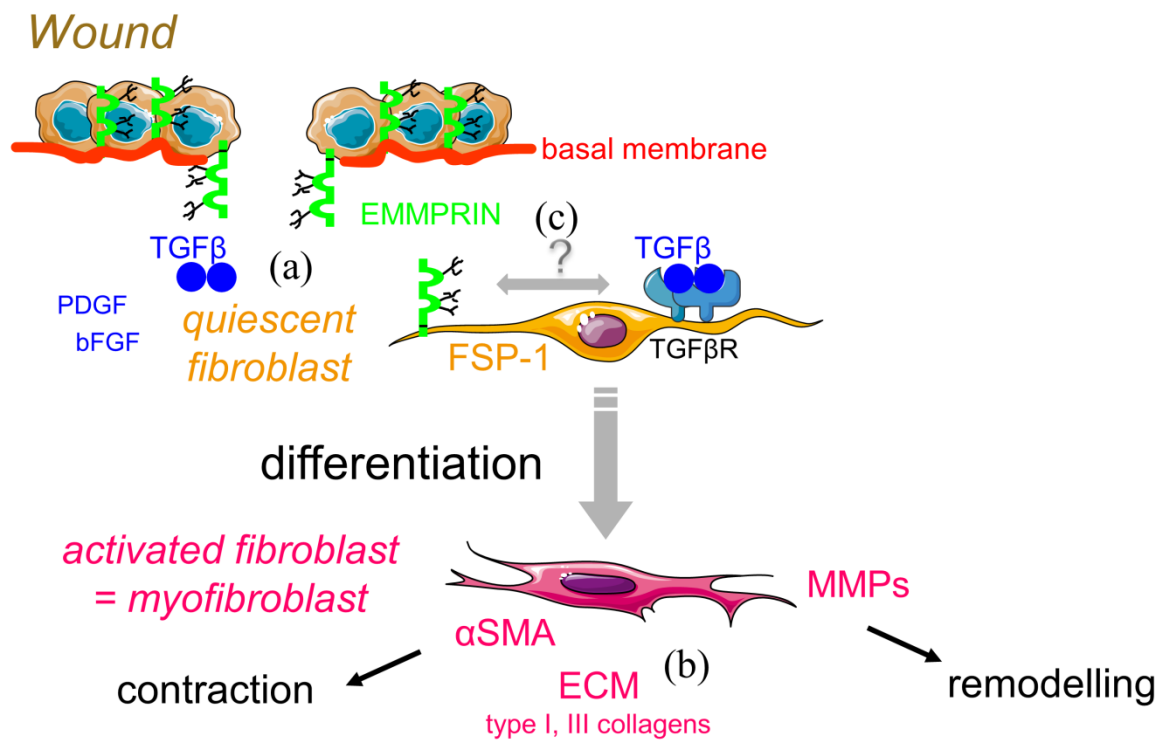 Wound
basal membrane
EMMPRIN
(c)
TGFβ
(a)
?
TGFβ
PDGF
bFGF
quiescent
fibroblast
FSP-1
TGFβR
differentiation
activated fibroblast
= myofibroblast
MMPs
αSMA
(b)
contraction
ECM
remodelling
type I, III collagens